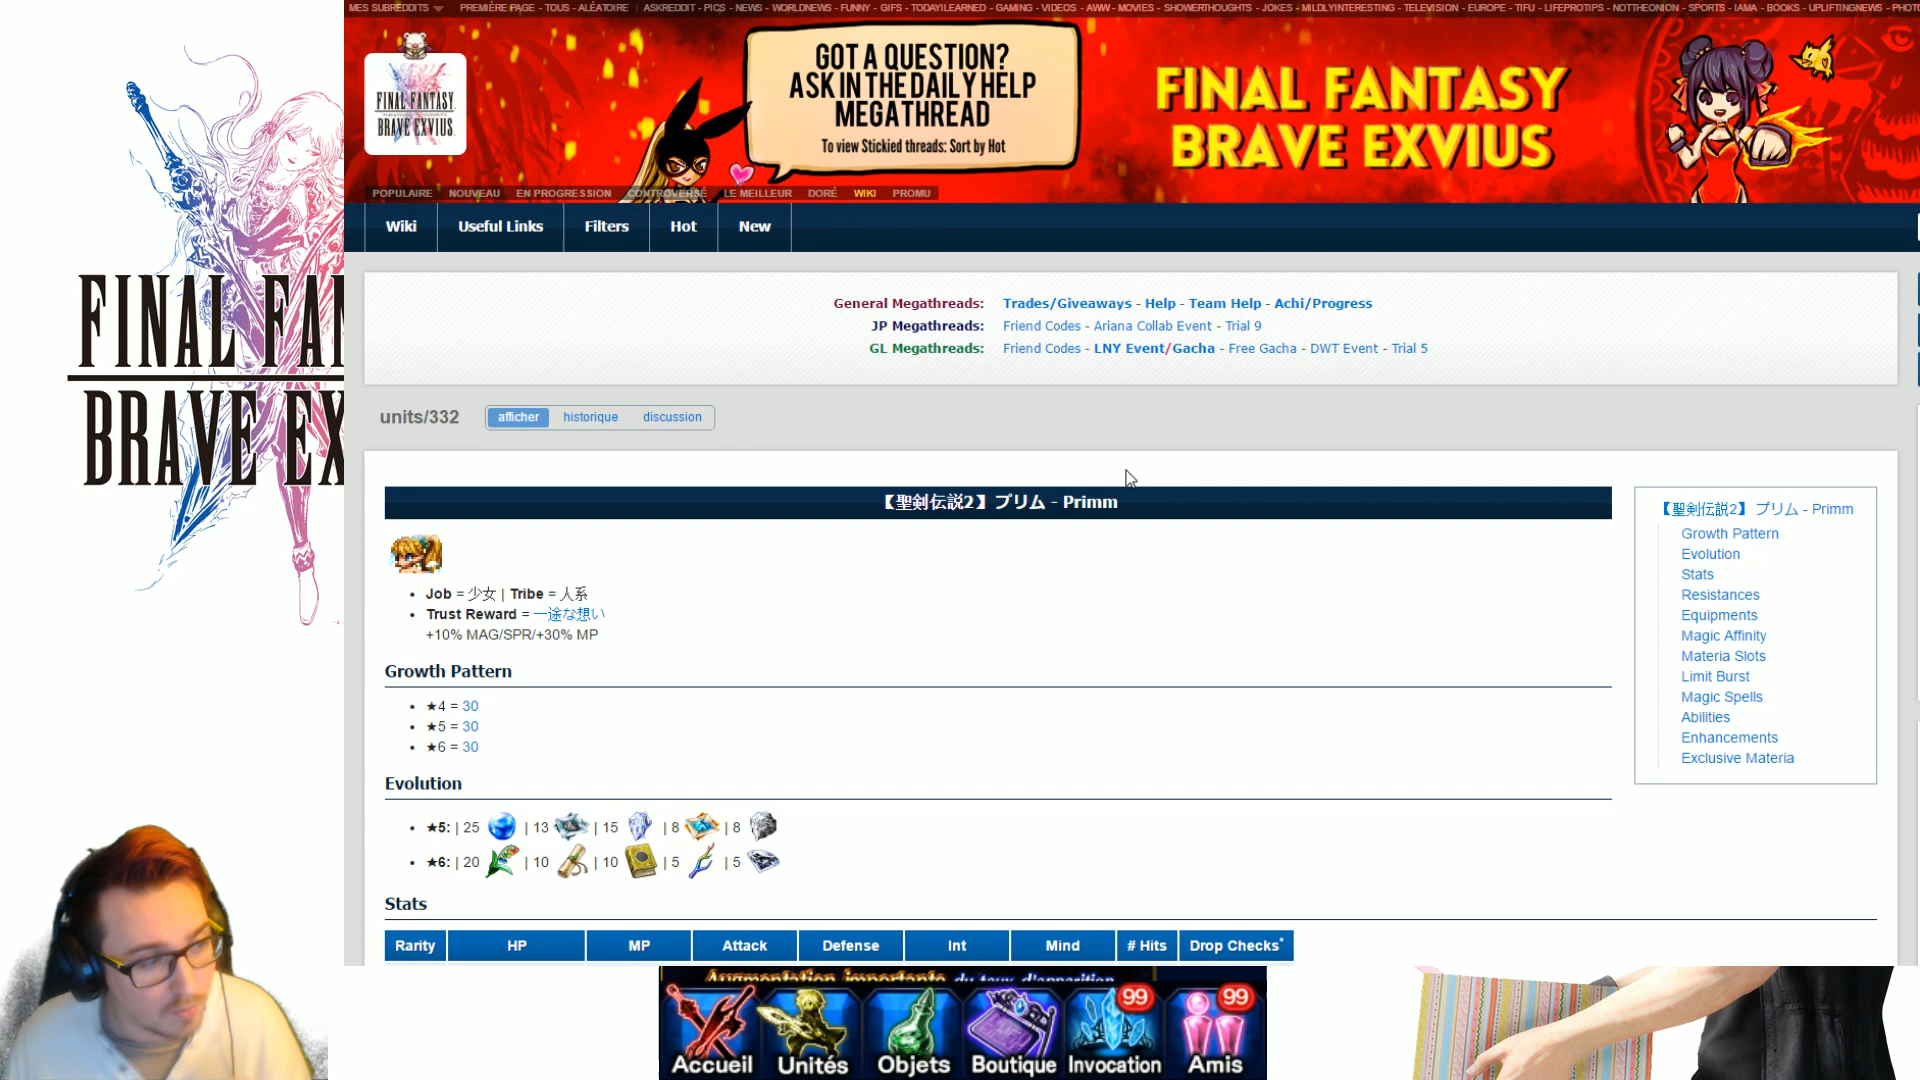 MES SUBREDDITS PREMIÈRE PAGE - TOUS - ALÉATOIRE | ASKREDDIT - PICS - NEWS - WORLDNEWS - FUNNY - GIFS - TODAYILEARNED - GAMING - VIDEOS - AWW - MOVIES - SHOWERTHOUGHTS - JOKES - MILDLYINTERESTING - TELEVISION - EUROPE - TIFU - LIFEPROTIPS - NOTTHEONION - SPORTS - IAMA - BOOKS - UPLIFTINGNEWS - PHOTO
FINAL FANTASY
BRAVE EXVIUS
GOT A QUESTION?
ASK IN THE DAILY HELP
MEGATHREAD
To view Stickied threads: Sort by Hot
FINAL FANTASY
BRAVE EXVIUS
POPULAIRE NOUVEAU EN PROGRESSION CONTROVERSÉ LE MEILLEUR DORÉ WIKI PROMU
Wiki Useful Links Filters Hot New
General Megathreads: Trades/Giveaways - Help - Team Help - Achi/Progress
JP Megathreads: Friend Codes - Ariana Collab Event - Trial 9
GL Megathreads: Friend Codes - LNY Event/Gacha - Free Gacha - DWT Event - Trial 5
FINAL FAN
BRAVE EX
units/332 afficher historique discussion
【聖剣伝説2】プリム - Primm
• Job = 少女 | Tribe = 人系
• Trust Reward = 一途な想い
+10% MAG/SPR/+30% MP
Growth Pattern
• ★4 = 30
• ★5 = 30
• ★6 = 30
Evolution
• ★5: | 25 | 13 | 15 | 8 | 8
• ★6: | 20 | 10 | 10 | 5 | 5
Stats
Rarity HP MP Attack Defense Int Mind # Hits Drop Checks*
【聖剣伝説2】 プリム - Primm
Growth Pattern
Evolution
Stats
Resistances
Equipments
Magic Affinity
Materia Slots
Limit Burst
Magic Spells
Abilities
Enhancements
Exclusive Materia
Augmentation importante du taux d'apparition
99 99
Accueil Unités Objets Boutique Invocation Amis